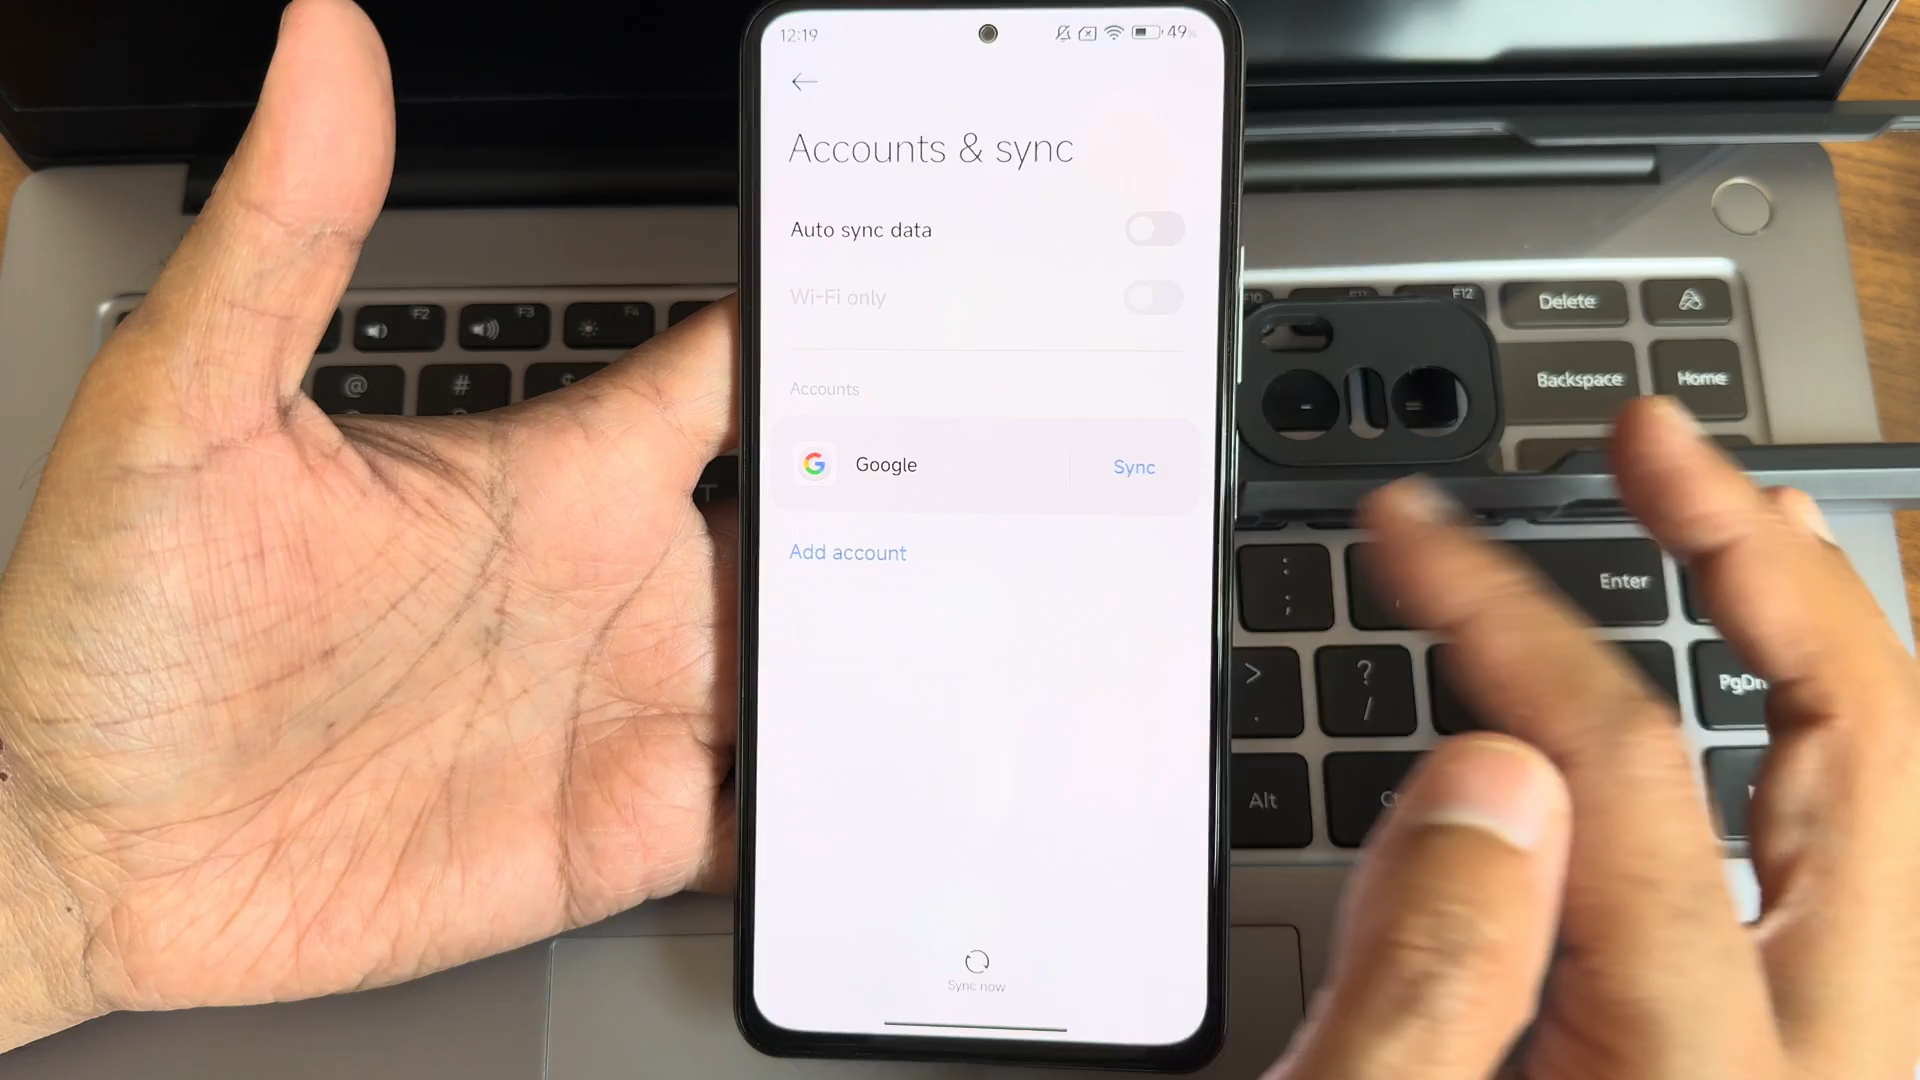 12:19
49%
Accounts & sync
Auto sync data
Wi-Fi only
Accounts
G Google
Sync
Add account
Sync now
F2
F3
F4
@
#
T
F10
F12
Delete
Backspace
Home
-
=
:
;
Enter
>
.
?
/
PgDn
Alt